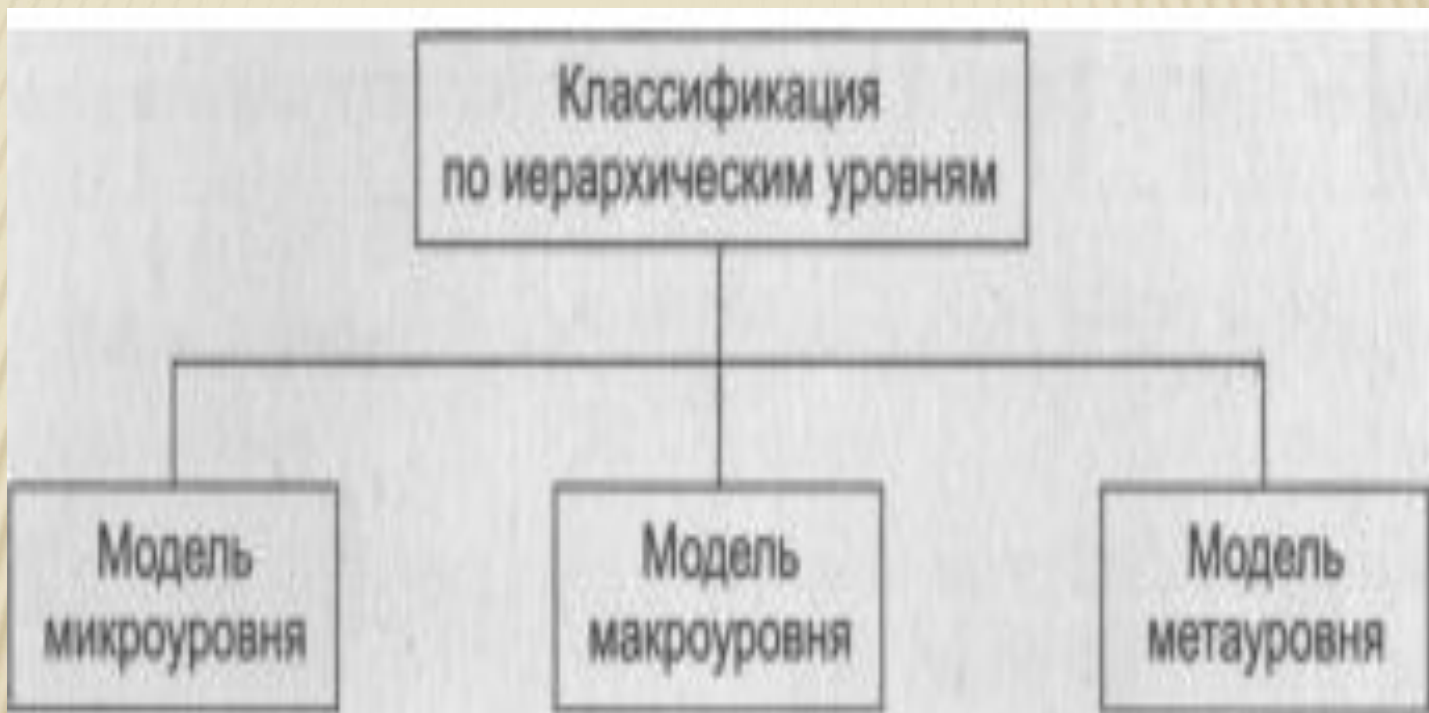 Классификация
по иерархическим уровням
Модель
микроуровня
Модель
макроуровня
Модель
метауровня